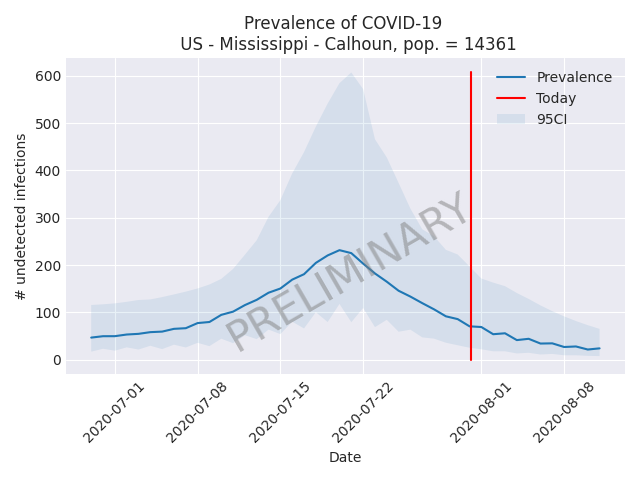 Prevalence of COVID-19
US - Mississippi - Calhoun, pop. = 14361
# undetected infections
600
500
400
300
200
100
0
Prevalence
Today
95CI
PRELIMINARY
2020-07-01
2020-07-08
2020-07-15
2020-07-22
2020-08-01
2020-08-08
Date